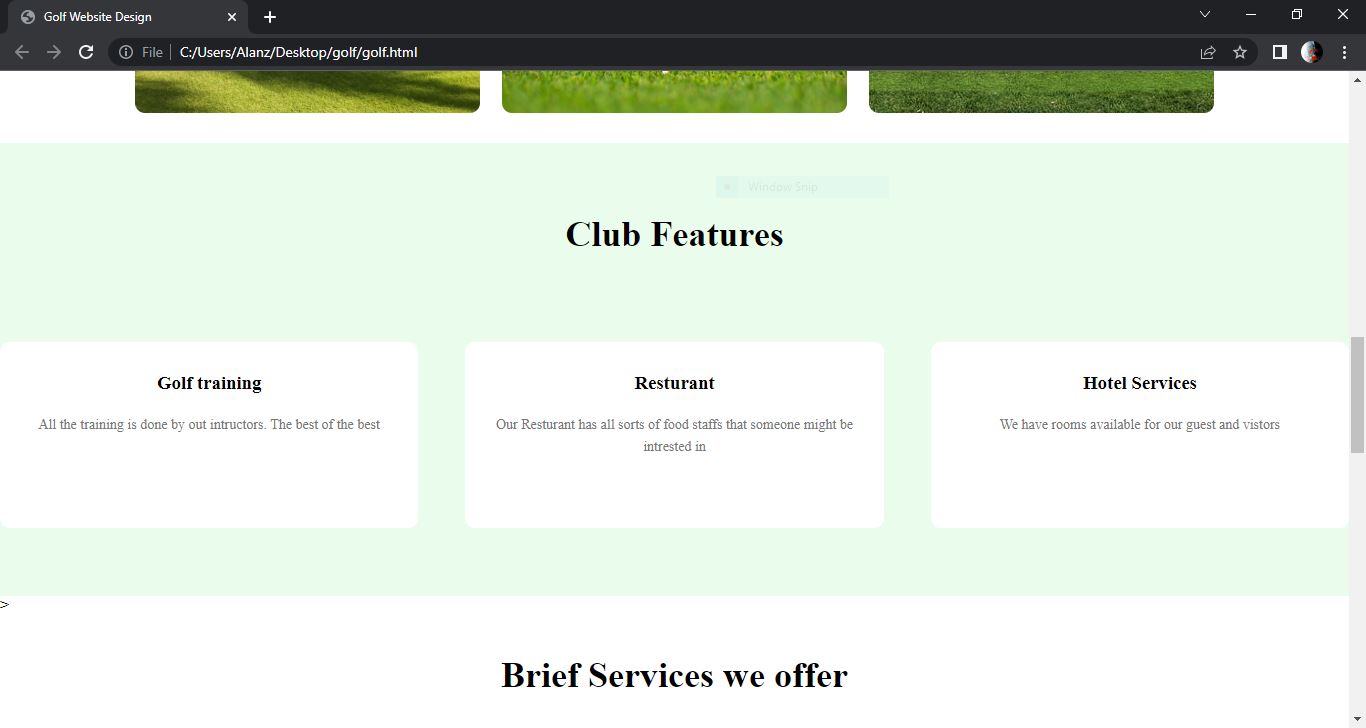 Golf Website Design
File
C:/Users/Alanz/Desktop/golf/golf.html
Window Snip
Club Features
Golf training
All the training is done by out intructors. The best of the best
Resturant
Our Resturant has all sorts of food staffs that someone might be
intrested in
Hotel Services
We have rooms available for our guest and vistors
>
Brief Services we offer